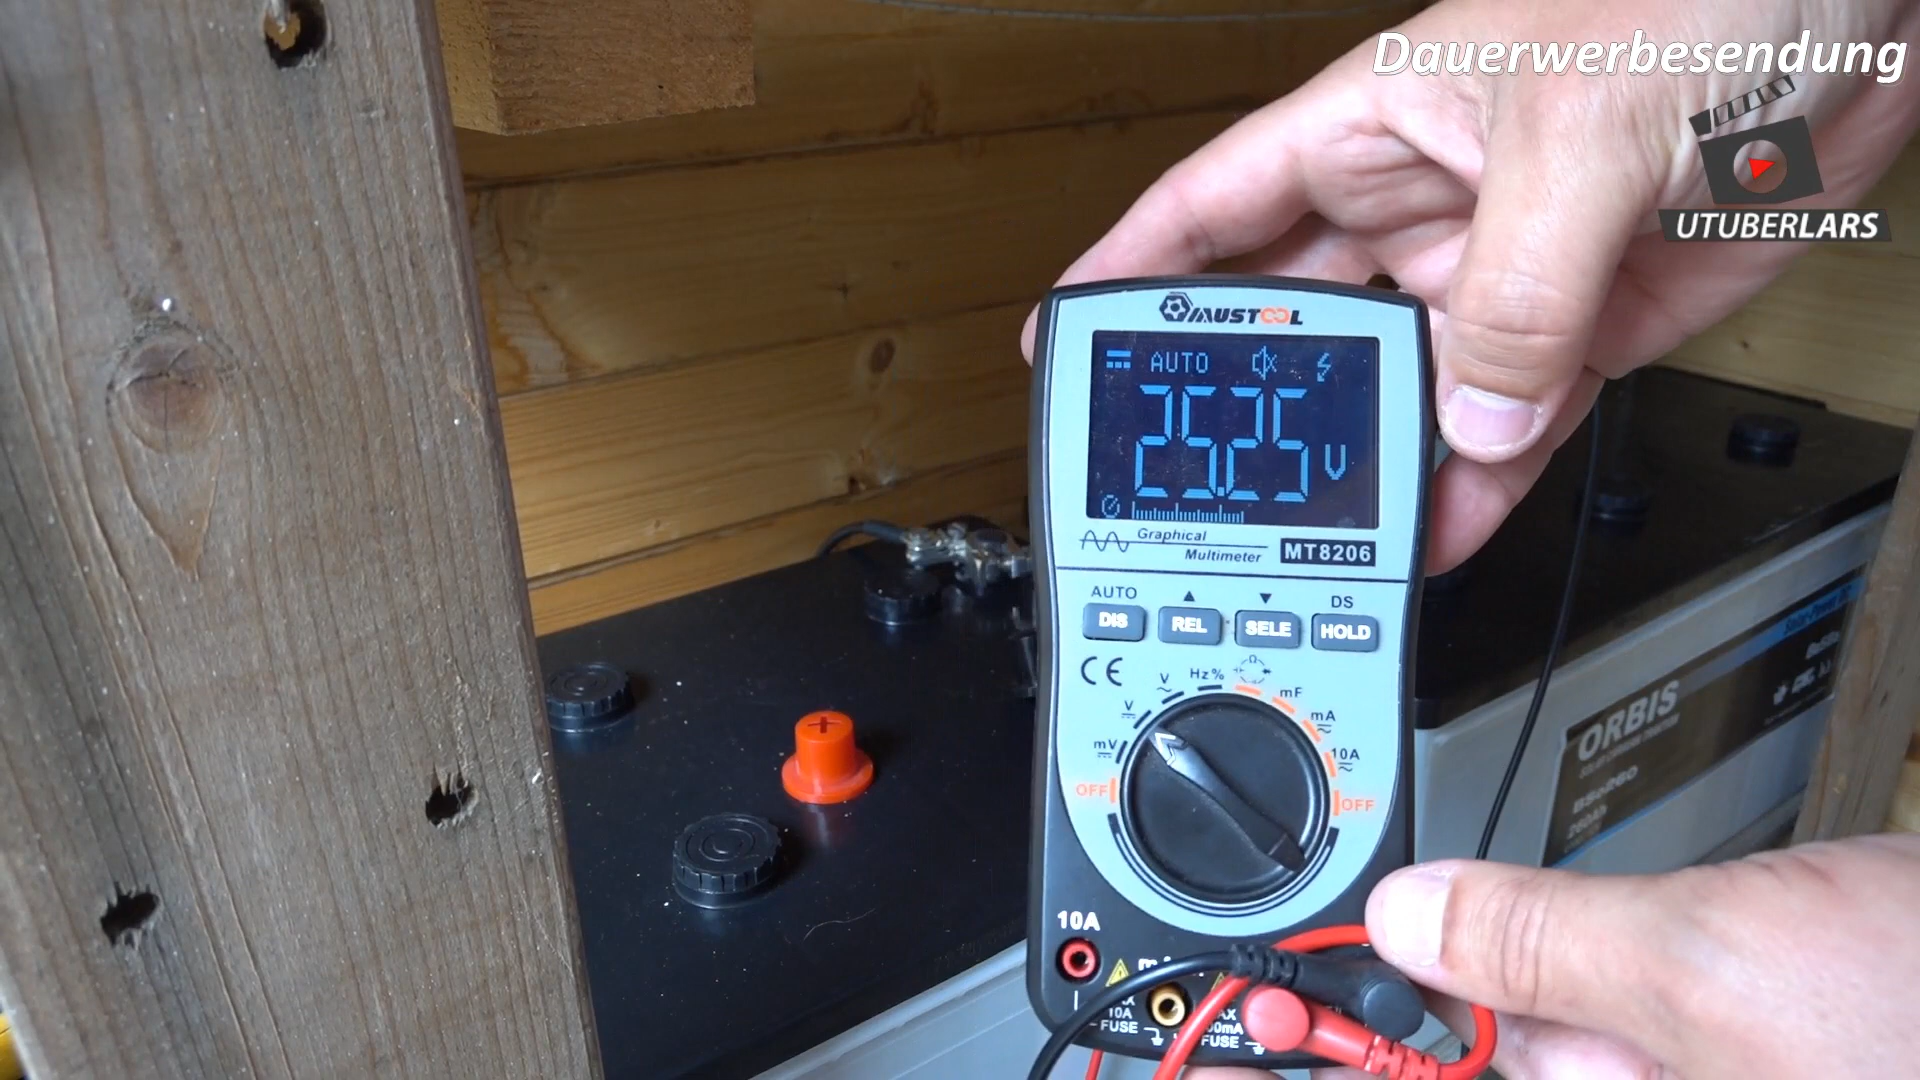 Dauerwerbesendung
UTUBERLARS
MUSTOOL
AUTO
25.25 V
Graphical
Multimeter
MT8206
AUTO
DS
DIS
REL
SELE
HOLD
CE
mV
V
V
Hz%
Ω
mF
mA
10A
OFF
OFF
10A
10A
FUSE
FUSE
+
ORBIS